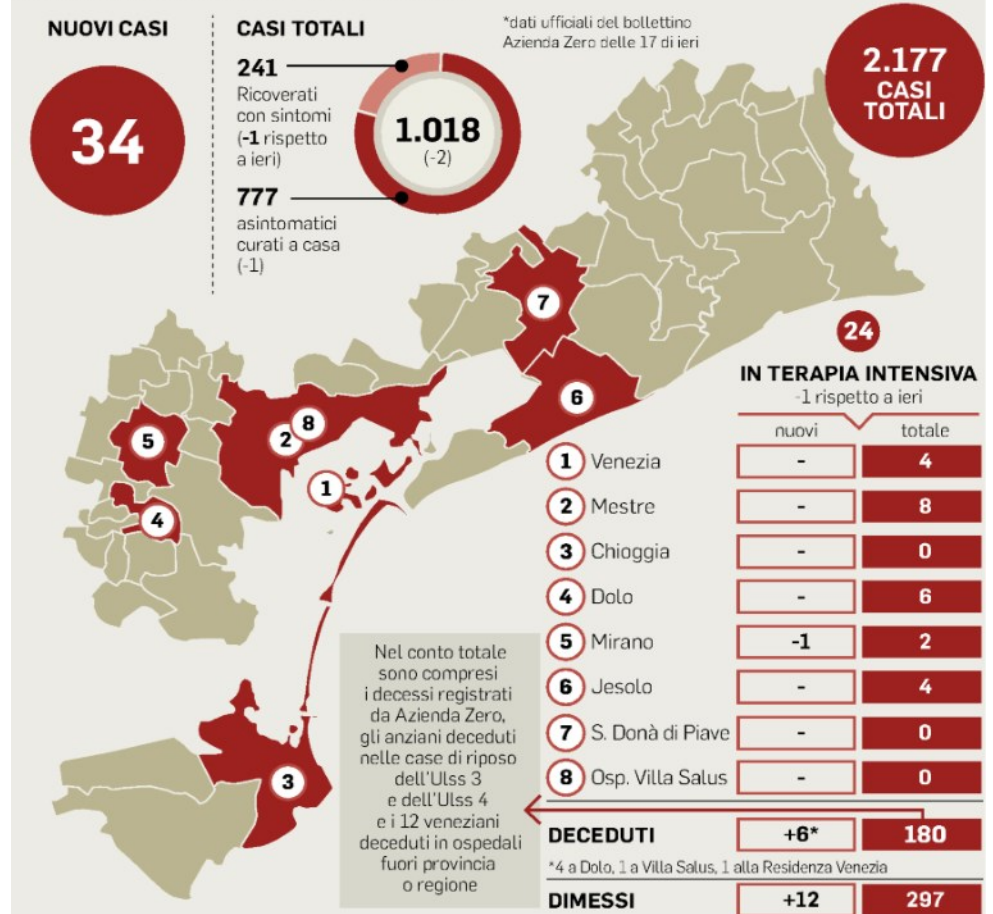 NUOVI CASI
34
CASI TOTALI
241
Ricoverati
con sintomi
(-1 rispetto
a ieri)
777
asintomatici
curati a casa
(-1)
1.018
(-2)
*dati ufficiali del bollettino
Azienda Zero delle 17 di ieri
2.177
CASI
TOTALI
7
6
8
2
5
1
4
3
24
IN TERAPIA INTENSIVA
-1 rispetto a ieri
nuovi totale
1 Venezia - 4
2 Mestre - 8
3 Chioggia - 0
4 Dolo - 6
5 Mirano -1 2
6 Jesolo - 4
7 S. Donà di Piave - 0
8 Osp. Villa Salus - 0
DECEDUTI +6* 180
*4 a Dolo, 1 a Villa Salus, 1 alla Residenza Venezia
DIMESSI +12 297
Nel conto totale
sono compresi
i decessi registrati
da Azienda Zero,
gli anziani deceduti
nelle case di riposo
dell'Ulss 3
e dell'Ulss 4
e i 12 veneziani
deceduti in ospedali
fuori provincia
o regione